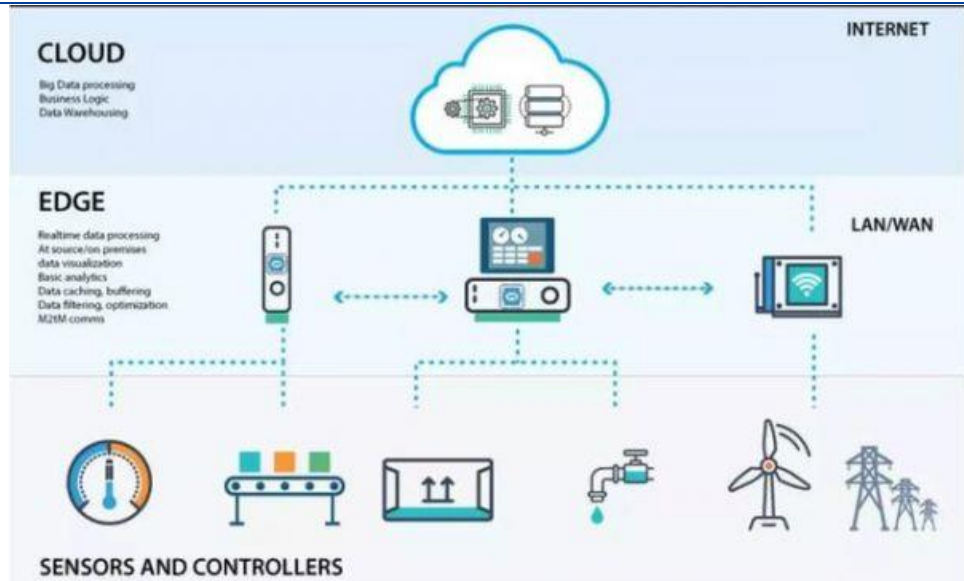 CLOUD
Big Data processing
Business Logic
Data Warehousing
INTERNET
EDGE
Realtime data processing
At source/on premises
data visualization
Basic analytics
Data caching, buffering
Data filtering, optimization
M2tM comms
LAN/WAN
SENSORS AND CONTROLLERS